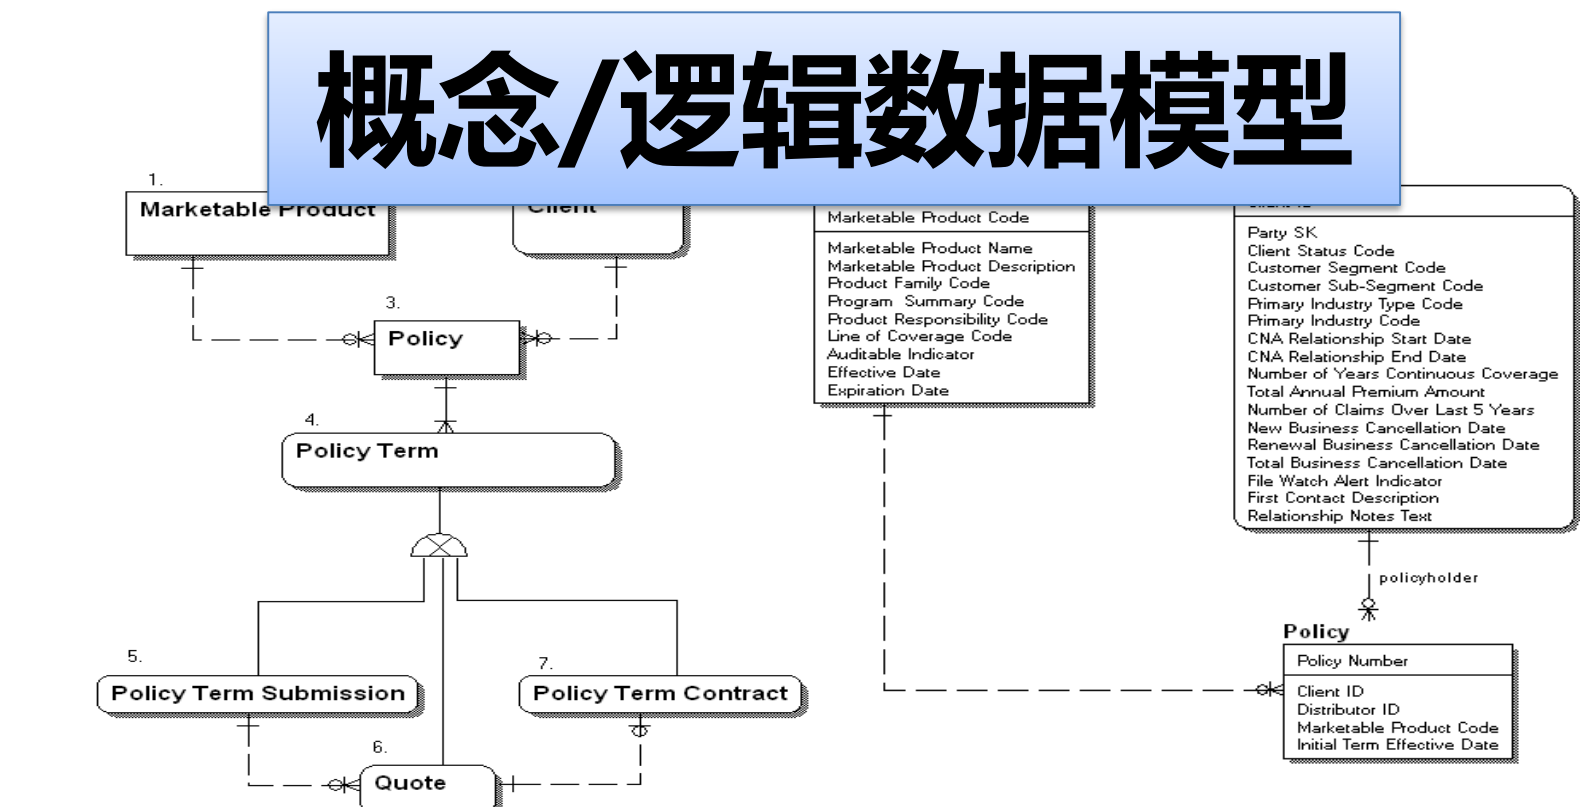 概念/逻辑数据模型
1.
Marketable Product
Client
3.
Policy
4.
Policy Term
5.
Policy Term Submission
7.
Policy Term Contract
6.
Quote
Marketable Product Code
Marketable Product Name
Marketable Product Description
Product Family Code
Program Summary Code
Product Responsibility Code
Line of Coverage Code
Auditable Indicator
Effective Date
Expiration Date
Party SK
Client Status Code
Customer Segment Code
Customer Sub-Segment Code
Primary Industry Type Code
Primary Industry Code
CNA Relationship Start Date
CNA Relationship End Date
Number of Years Continuous Coverage
Total Annual Premium Amount
Number of Claims Over Last 5 Years
New Business Cancellation Date
Renewal Business Cancellation Date
Total Business Cancellation Date
File Watch Alert Indicator
First Contact Description
Relationship Notes Text
policyholder
Policy
Policy Number
Client ID
Distributor ID
Marketable Product Code
Initial Term Effective Date